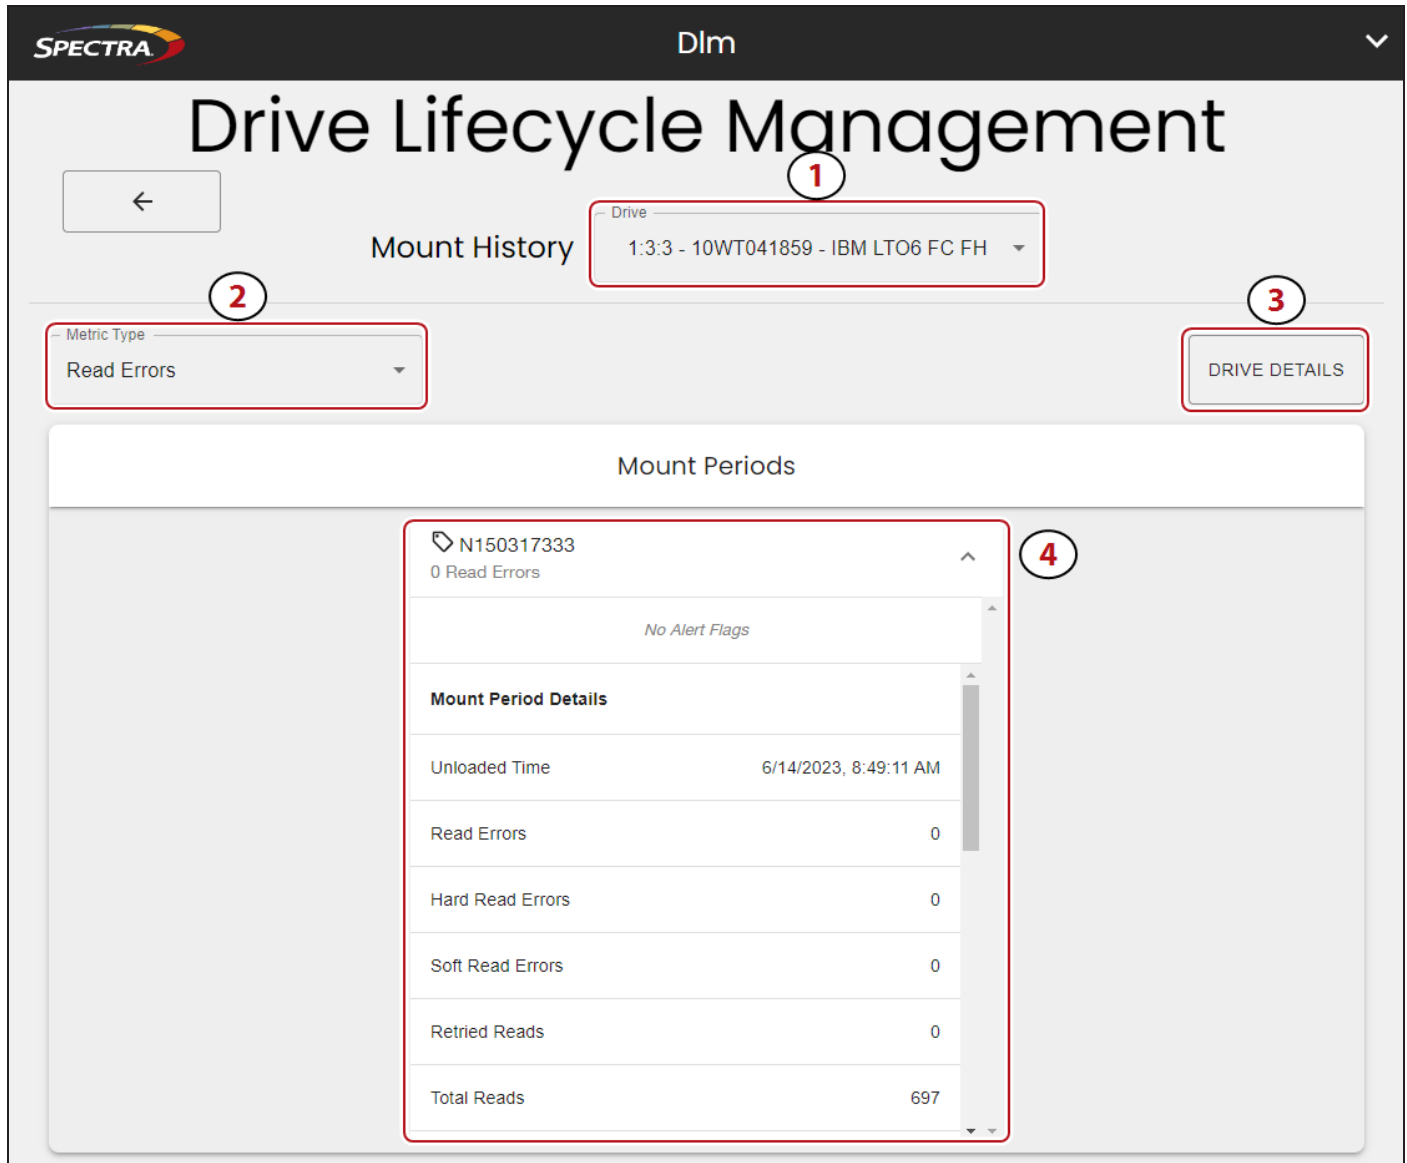 SPECTRA
Dlm
Drive Lifecycle Management
1
Drive
Mount History
1:3:3 - 10WT041859 - IBM LTO6 FC FH
2
3
Metric Type
Read Errors
DRIVE DETAILS
Mount Periods
N150317333
4
0 Read Errors
No Alert Flags
Mount Period Details
Unloaded Time 6/14/2023, 8:49:11 AM
Read Errors 0
Hard Read Errors 0
Soft Read Errors 0
Retried Reads 0
Total Reads 697